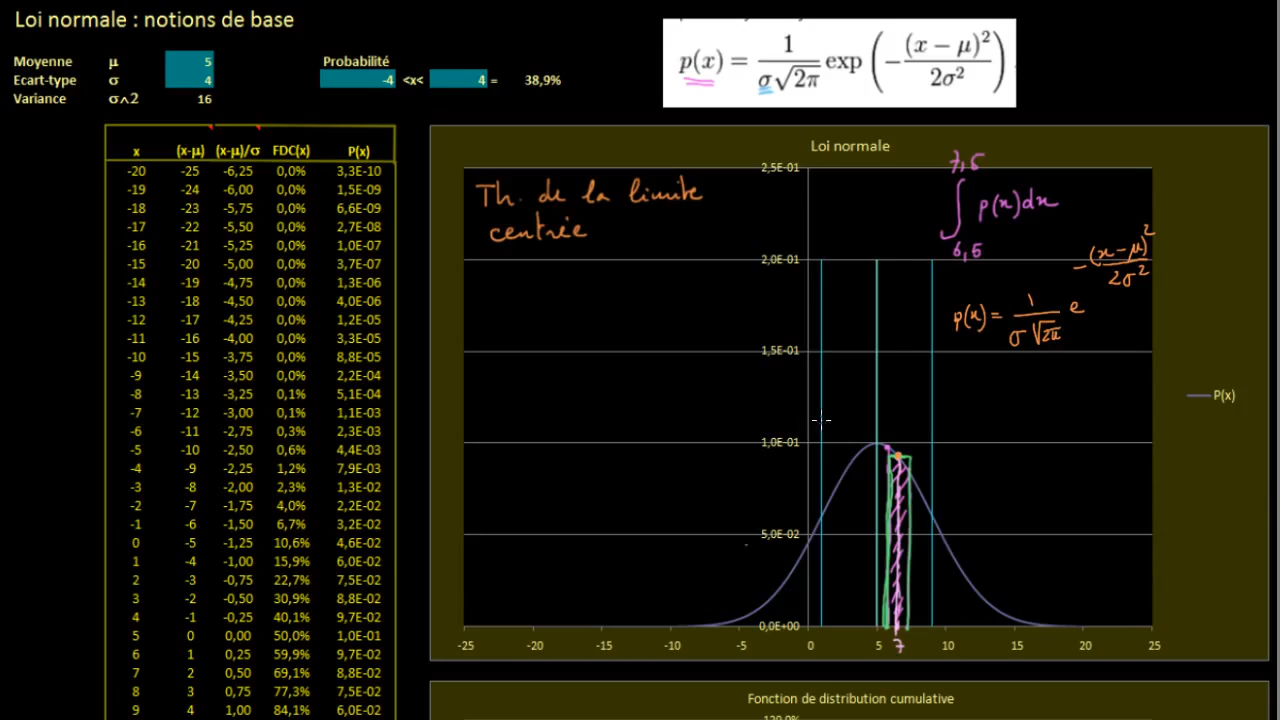 Loi normale : notions de base
Moyenne μ 5
Ecart-type σ 4
Variance σ^2 16
Probabilité
-4 <x< 4 = 38,9%
p(x) = 1/(σ√2π) exp(−(x − μ)²/2σ²)
x (x-μ) (x-μ)/σ FDC(x) P(x)
-20 -25 -6,25 0,0% 3,3E-10
-19 -24 -6,00 0,0% 1,5E-09
-18 -23 -5,75 0,0% 6,6E-09
-17 -22 -5,50 0,0% 2,7E-08
-16 -21 -5,25 0,0% 1,0E-07
-15 -20 -5,00 0,0% 3,7E-07
-14 -19 -4,75 0,0% 1,3E-06
-13 -18 -4,50 0,0% 4,0E-06
-12 -17 -4,25 0,0% 1,2E-05
-11 -16 -4,00 0,0% 3,3E-05
-10 -15 -3,75 0,0% 8,8E-05
-9 -14 -3,50 0,0% 2,2E-04
-8 -13 -3,25 0,1% 5,1E-04
-7 -12 -3,00 0,1% 1,1E-03
-6 -11 -2,75 0,3% 2,3E-03
-5 -10 -2,50 0,6% 4,4E-03
-4 -9 -2,25 1,2% 7,9E-03
-3 -8 -2,00 2,3% 1,3E-02
-2 -7 -1,75 4,0% 2,2E-02
-1 -6 -1,50 6,7% 3,2E-02
0 -5 -1,25 10,6% 4,6E-02
1 -4 -1,00 15,9% 6,0E-02
2 -3 -0,75 22,7% 7,5E-02
3 -2 -0,50 30,9% 8,8E-02
4 -1 -0,25 40,1% 9,7E-02
5 0 0,00 50,0% 1,0E-01
6 1 0,25 59,9% 9,7E-02
7 2 0,50 69,1% 8,8E-02
8 3 0,75 77,3% 7,5E-02
9 4 1,00 84,1% 6,0E-02
Loi normale
2,5E-01
2,0E-01
1,5E-01
1,0E-01
5,0E-02
0,0E+00
-25 -20 -15 -10 -5 0 5 10 15 20 25
P(x)
Th. de la limite
centrée
7,5
∫ p(x)dx
6,5
p(x) = 1/(σ√2π) e −(x−μ)²/2σ²
7
Fonction de distribution cumulative
120,0%